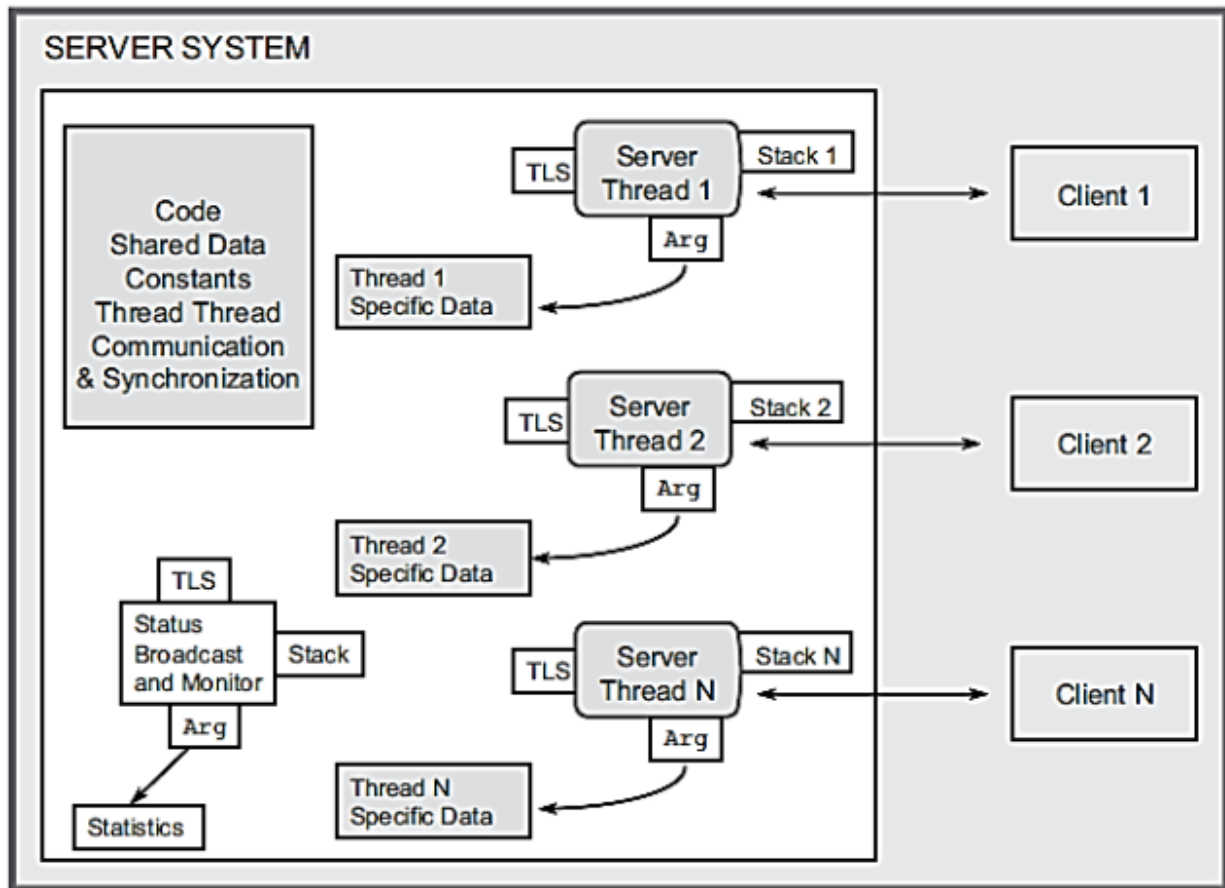 SERVER SYSTEM
Code
Shared Data
Constants
Thread Thread
Communication
& Synchronization
TLS
Server
Thread 1
Stack 1
Arg
Thread 1
Specific Data
Client 1
TLS
Server
Thread 2
Stack 2
Arg
Thread 2
Specific Data
Client 2
TLS
Status
Broadcast
and Monitor
Stack
Arg
Statistics
TLS
Server
Thread N
Stack N
Arg
Thread N
Specific Data
Client N